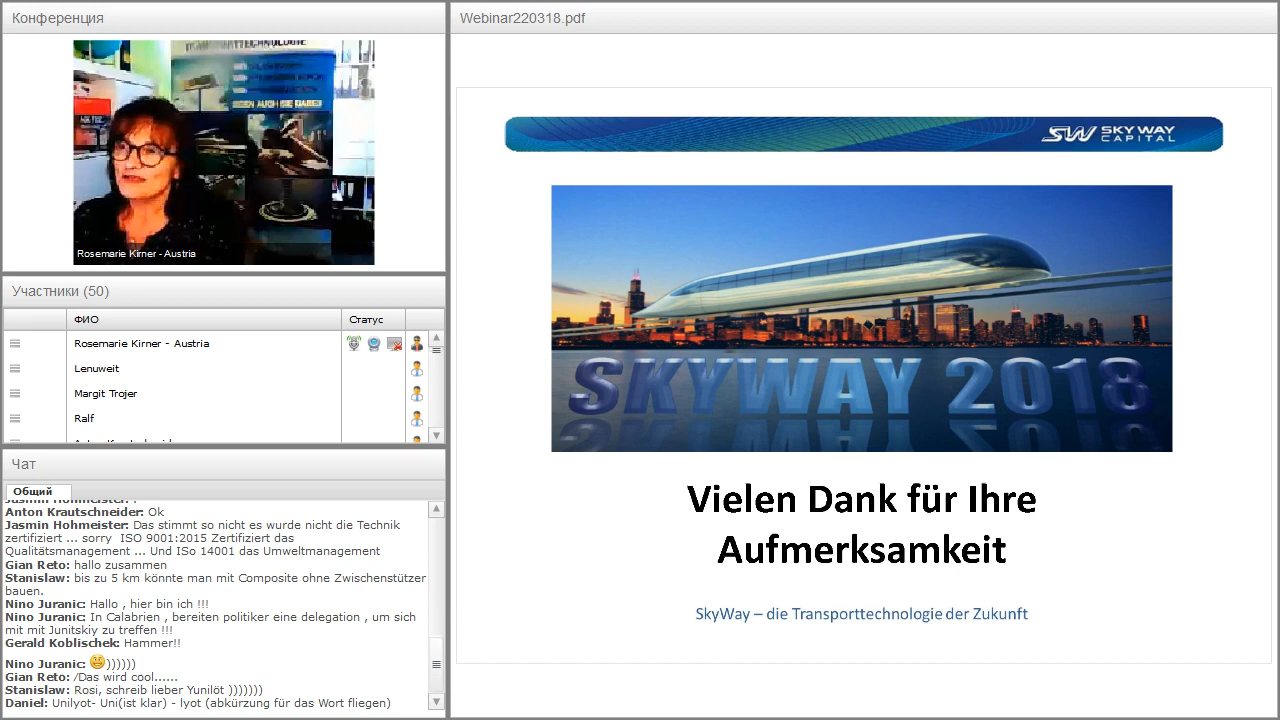 Конференция
TECHNOLOGIE
Rosemarie Kirner - Austria
Участники (50)
ФИО
Статус
Rosemarie Kirner - Austria
Lenuweit
Margit Trojer
Ralf
Чат
Общий
Jasmin Hohmeister: !
Anton Krautschneider: Ok
Jasmin Hohmeister: Das stimmt so nicht es wurde nicht die Technik
zertifiziert ... sorry ISO 9001:2015 Zertifiziert das
Qualitätsmanagement ... Und ISo 14001 das Umweltmanagement
Gian Reto: hallo zusammen
Stanislaw: bis zu 5 km könnte man mit Composite ohne Zwischenstützer
bauen.
Nino Juranic: Hallo , hier bin ich !!!
Nino Juranic: In Calabrien , bereiten politiker eine delegation , um sich
mit mit Junitskiy zu treffen !!!
Gerald Koblischek: Hammer!!
Nino Juranic: ))))))
Gian Reto: /Das wird cool......
Stanislaw: Rosi, schreib lieber Yunilöt )))))))
Daniel: Unilyot- Uni(ist klar)+ lyot (abkürzung für das Wort fliegen)
Webinar220318.pdf
SW SKY WAY
CAPITAL
SKYWAY 2018
Vielen Dank für Ihre
Aufmerksamkeit
SkyWay – die Transporttechnologie der Zukunft